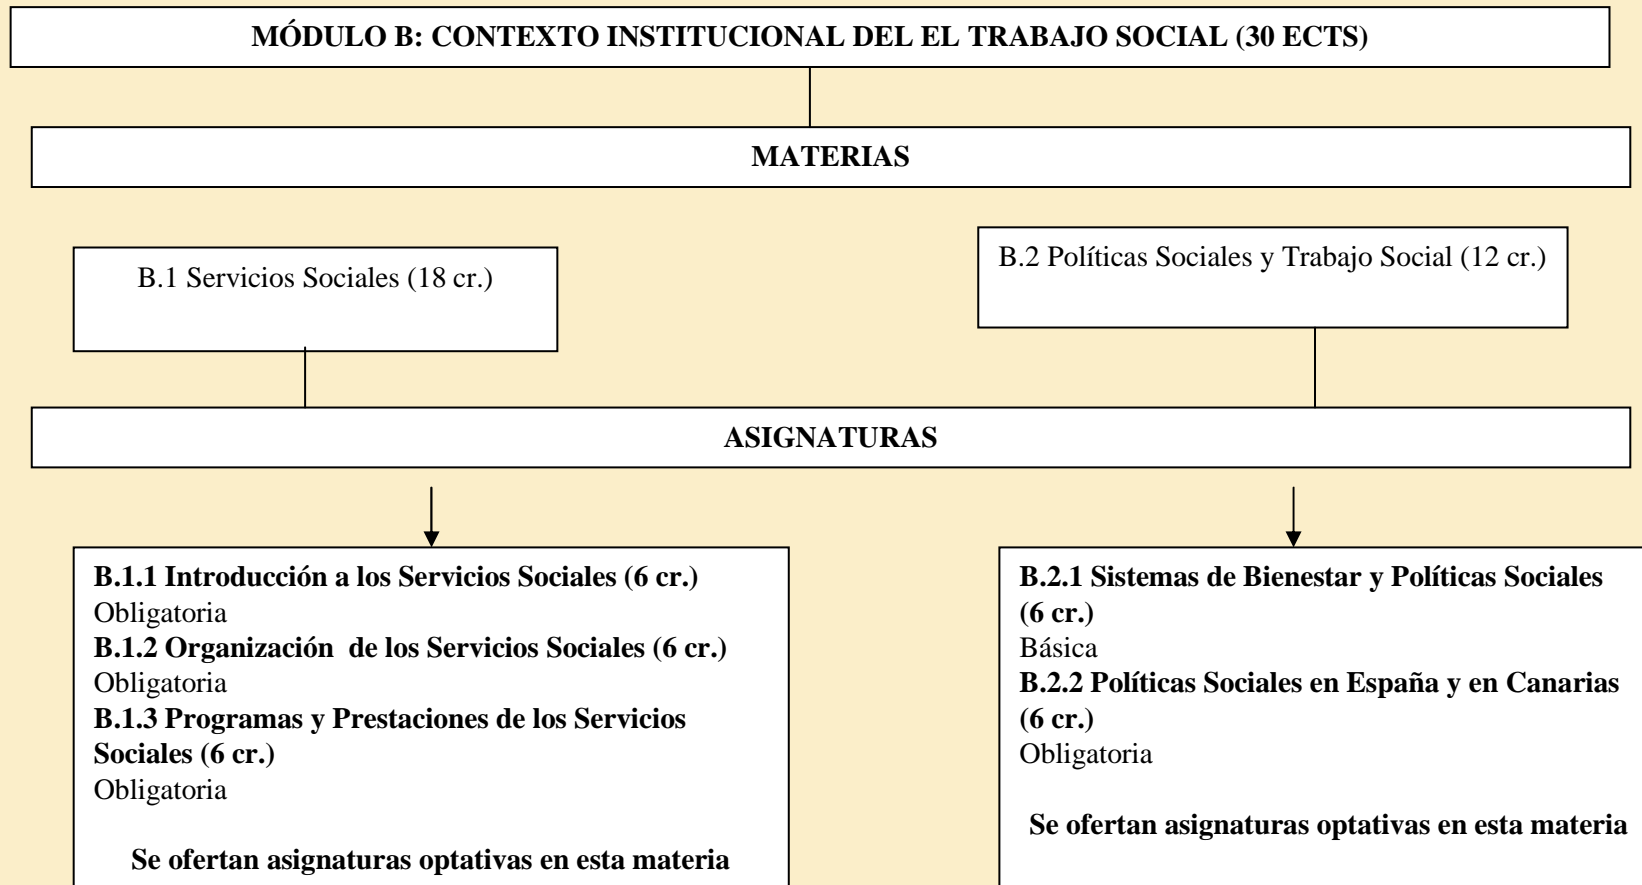 MÓDULO B: CONTEXTO INSTITUCIONAL DEL EL TRABAJO SOCIAL (30 ECTS)
MATERIAS
B.1 Servicios Sociales (18 cr.)
B.2 Políticas Sociales y Trabajo Social (12 cr.)
ASIGNATURAS
B.1.1 Introducción a los Servicios Sociales (6 cr.)
Obligatoria
B.1.2 Organización  de los Servicios Sociales (6 cr.)
Obligatoria
B.1.3 Programas y Prestaciones de los Servicios
Sociales (6 cr.)
Obligatoria
Se ofertan asignaturas optativas en esta materia
B.2.1 Sistemas de Bienestar y Políticas Sociales
(6 cr.)
Básica
B.2.2 Políticas Sociales en España y en Canarias
(6 cr.)
Obligatoria
Se ofertan asignaturas optativas en esta materia